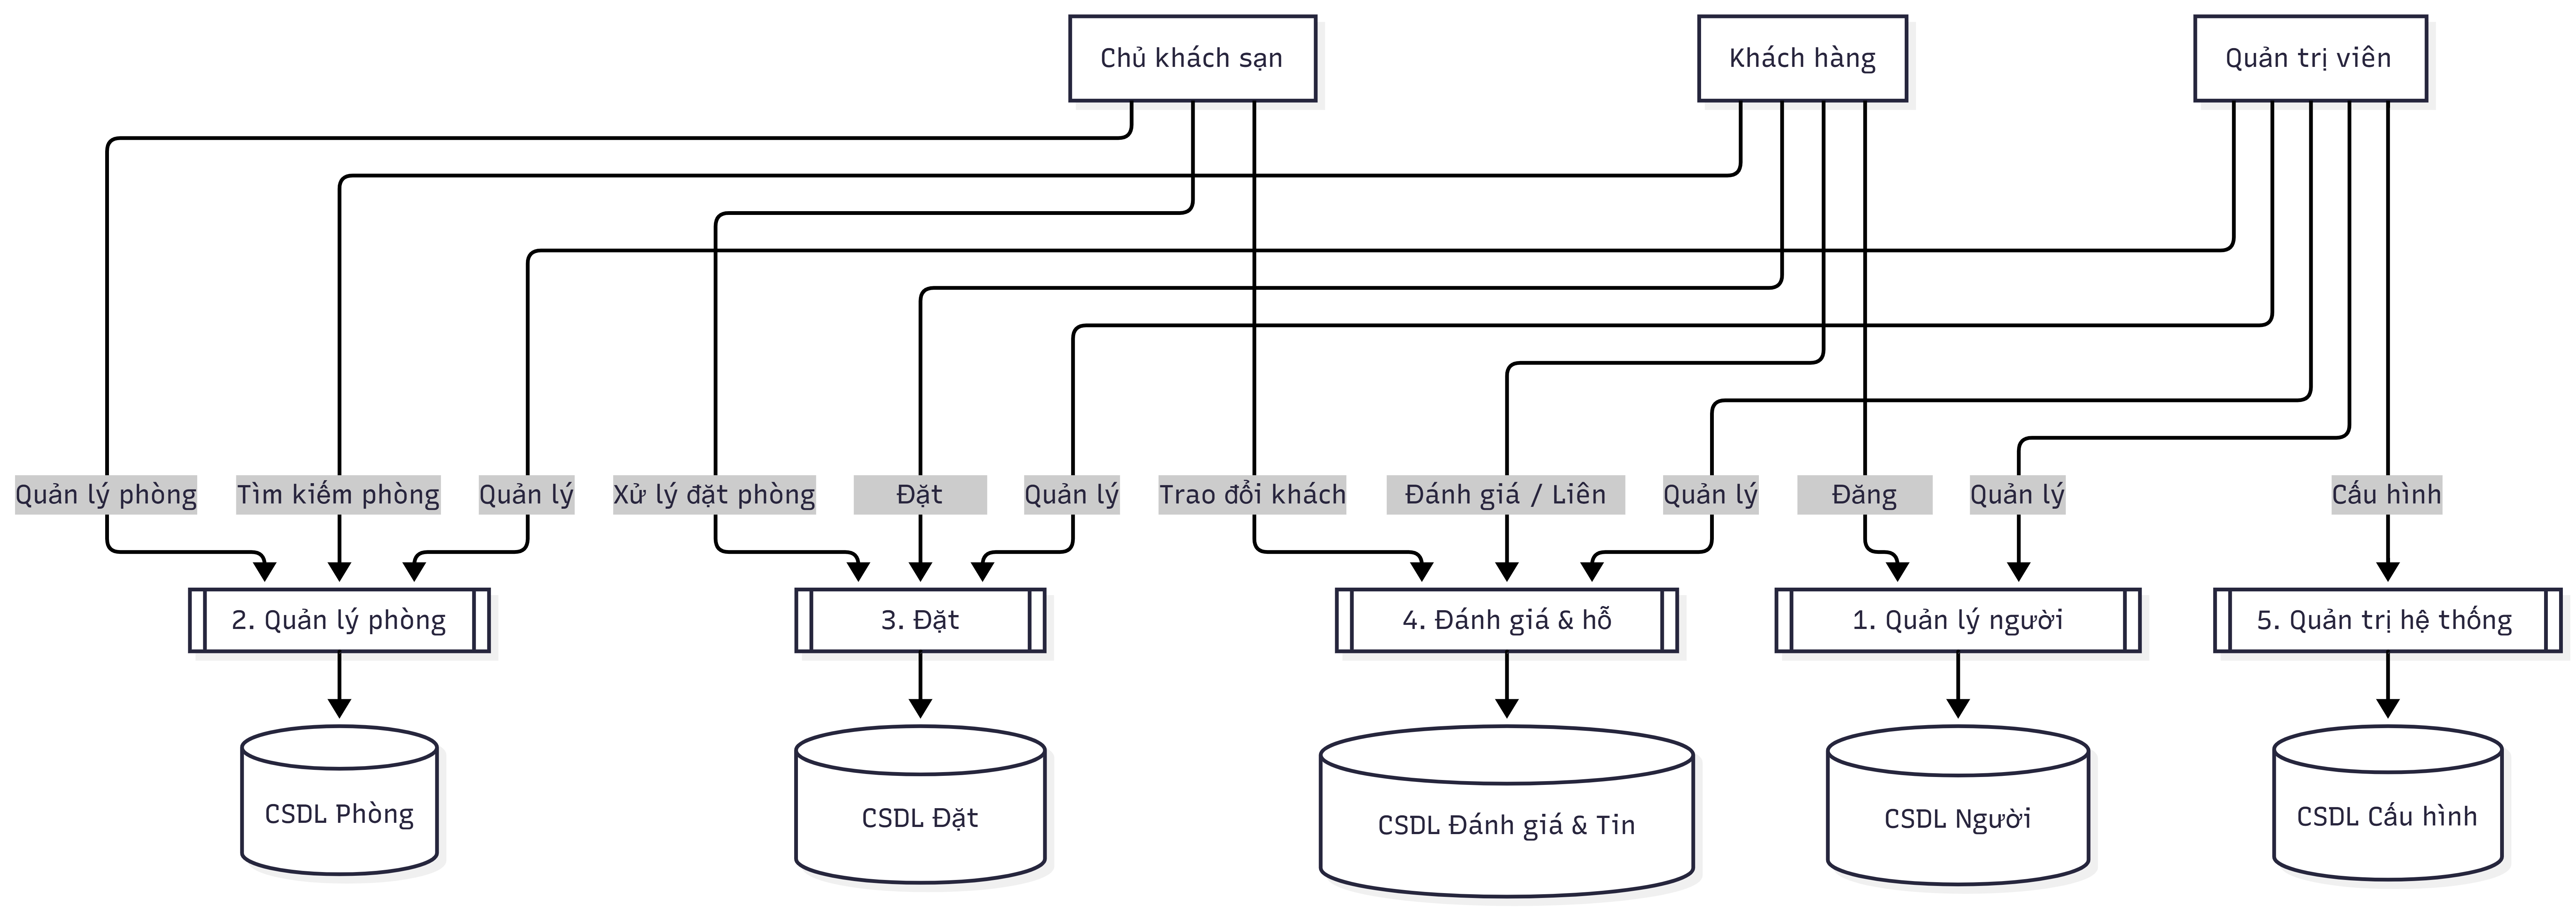 Chủ khách sạn
Khách hàng
Quản trị viên
Quản lý phòng
Tìm kiếm phòng
Quản lý
Xử lý đặt phòng
Đặt
Quản lý
Trao đổi khách
Đánh giá / Liên
Quản lý
Đăng
Quản lý
Cấu hình
2. Quản lý phòng
3. Đặt
4. Đánh giá & hỗ
1. Quản lý người
5. Quản trị hệ thống
CSDL Phòng
CSDL Đặt
CSDL Đánh giá & Tin
CSDL Người
CSDL Cấu hình